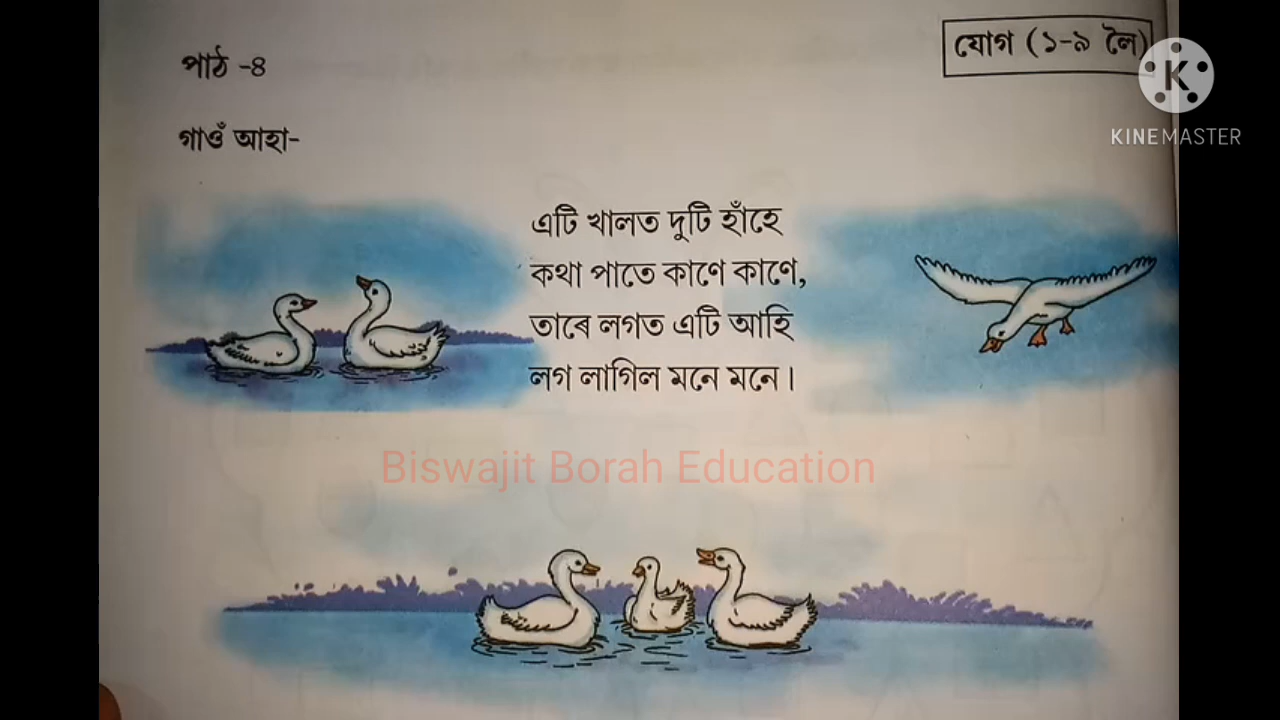 যোগ (১-৯ লৈ)
পাঠ -৪
গাওঁ আহা-
এটি খালত দুটি হাঁহে
কথা পাতে কাণে কাণে,
তাৰে লগত এটি আহি
লগ লাগিল মনে মনে।
Biswajit Borah Education
K
KINEMASTER